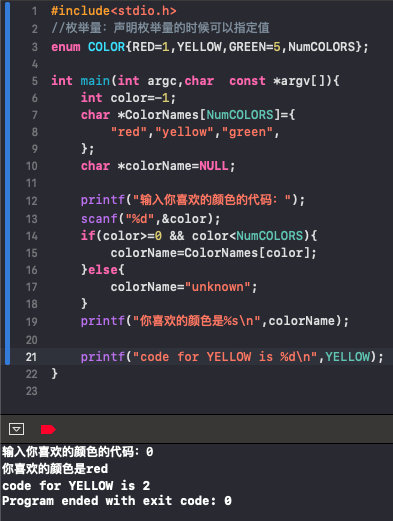 1 #include<stdio.h>
2 //枚举量：声明枚举量的时候可以指定值
3 enum COLOR{RED=1,YELLOW,GREEN=5,NumCOLORS};
4
5 int main(int argc,char const *argv[]){
6 int color=-1;
7 char *ColorNames[NumCOLORS]={
8 "red","yellow","green",
9 };
10 char *colorName=NULL;
11
12 printf("输入你喜欢的颜色的代码：");
13 scanf("%d",&color);
14 if(color>=0 && color<NumCOLORS){
15 colorName=ColorNames[color];
16 }else{
17 colorName="unknown";
18 }
19 printf("你喜欢的颜色是%s\n",colorName);
20
21 printf("code for YELLOW is %d\n",YELLOW);
22 }
23
输入你喜欢的颜色的代码：0
你喜欢的颜色是red
code for YELLOW is 2
Program ended with exit code: 0